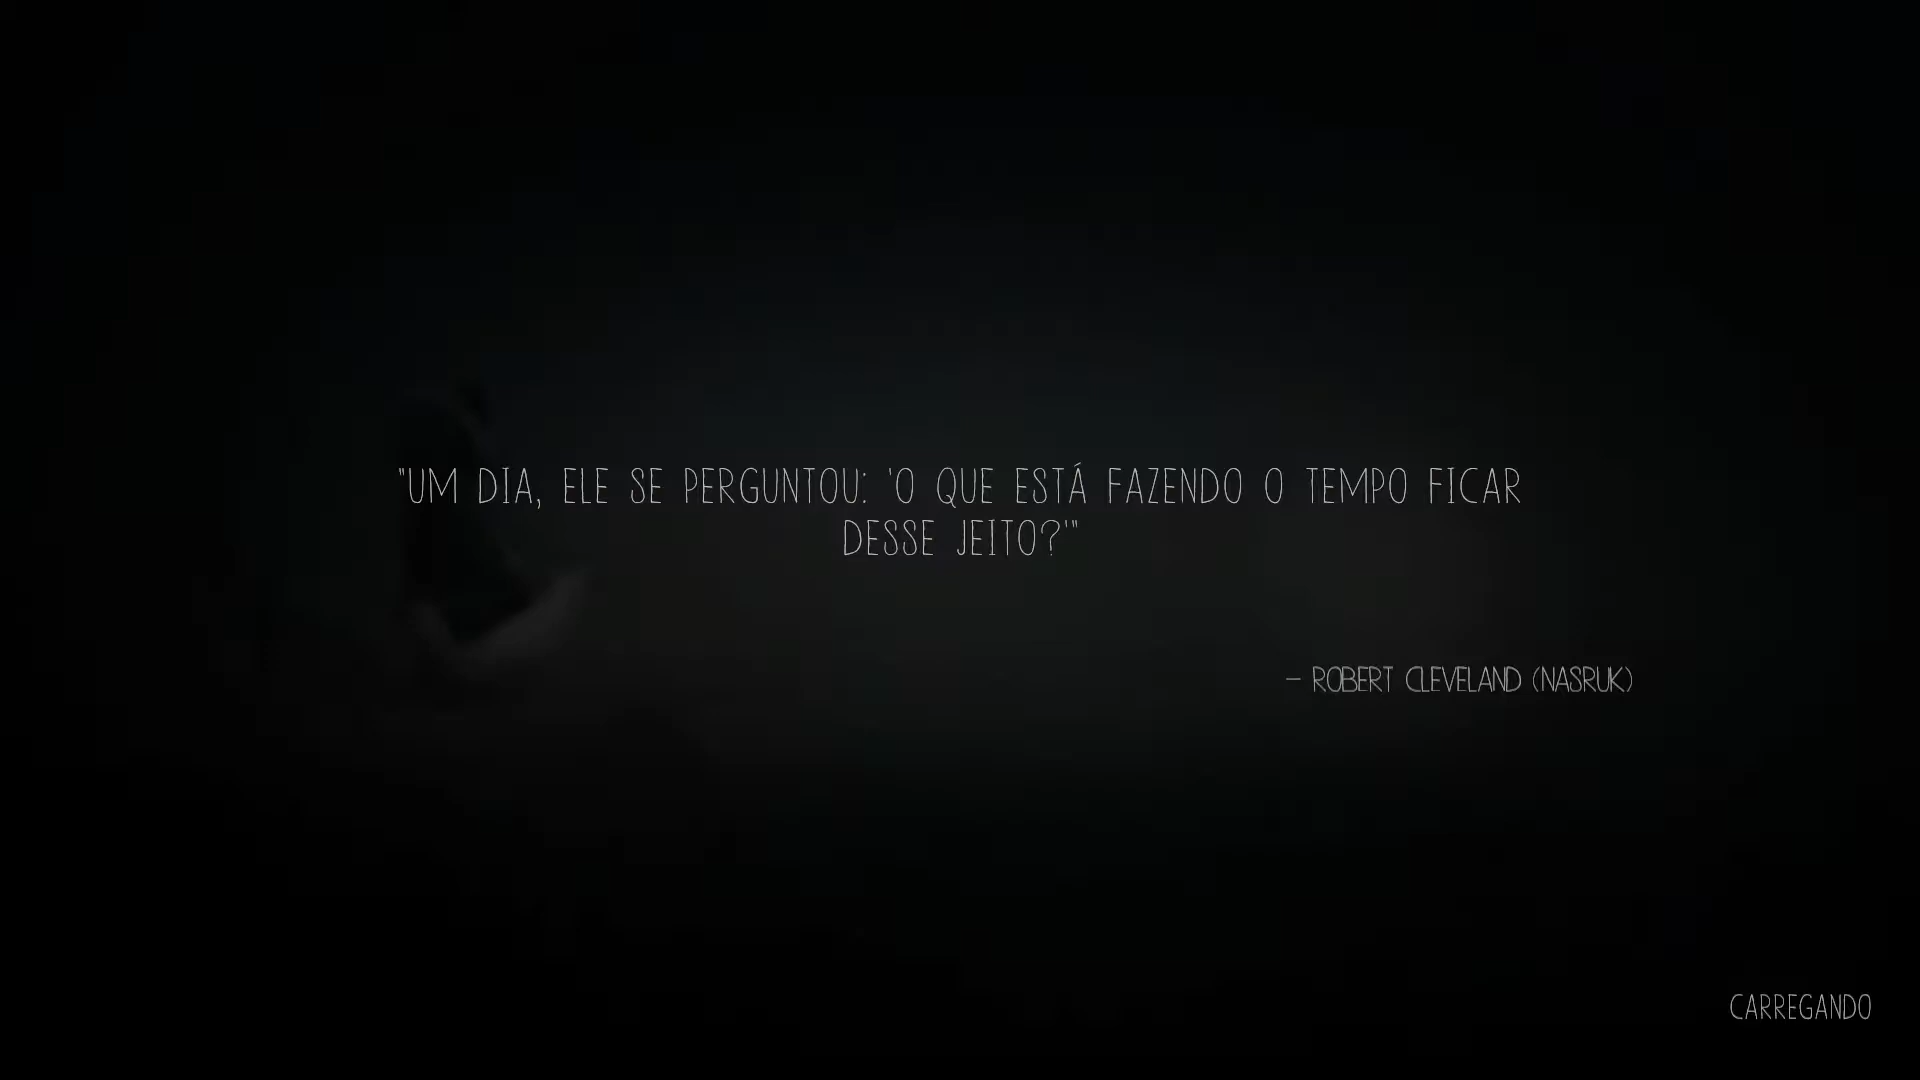 "UM DIA, ELE SE PERGUNTOU: 'O QUE ESTÁ FAZENDO O TEMPO FICAR
DESSE JEITO?'"
— ROBERT CLEVELAND (NASRUK)
CARREGANDO